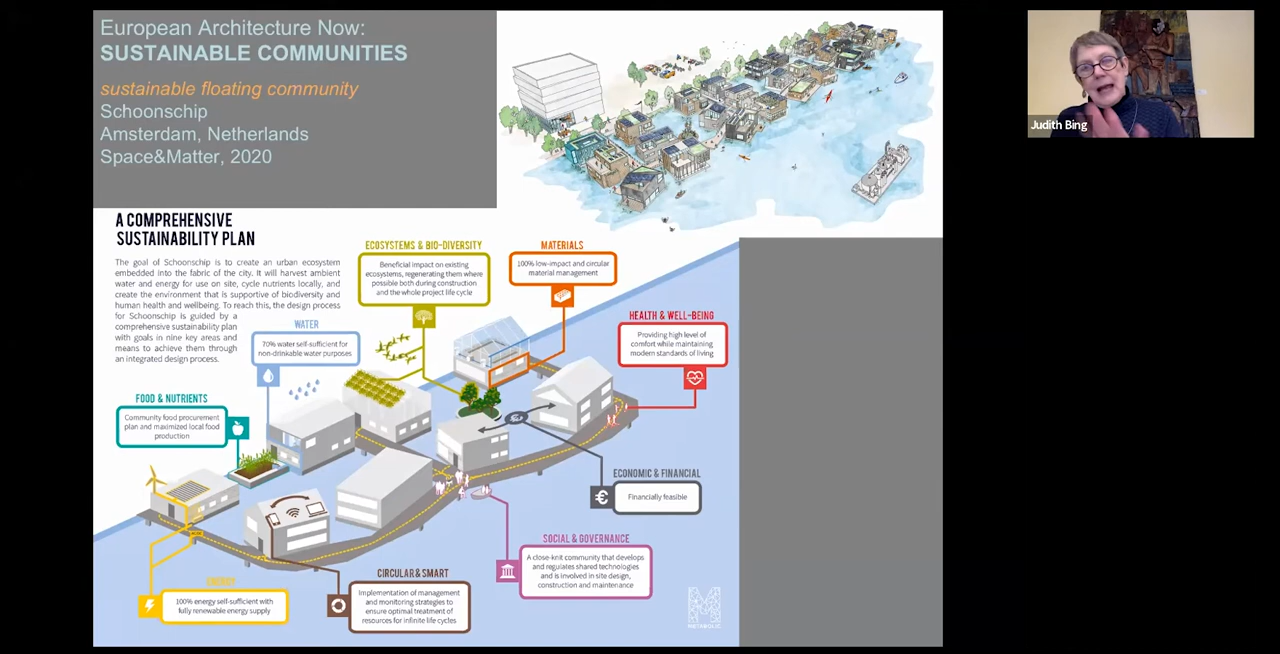 European Architecture Now:
SUSTAINABLE COMMUNITIES
sustainable floating community
Schoonschip
Amsterdam, Netherlands
Space&Matter, 2020
Judith Bing
A COMPREHENSIVE
SUSTAINABILITY PLAN
The goal of Schoonschip is to create an urban ecosystem
embedded into the fabric of the city. It will harvest ambient
water and energy for use on site, cycle nutrients locally, and
create the environment that is supportive of biodiversity and
human health and wellbeing. To reach this, the design process
for Schoonschip is guided by a
comprehensive sustainability plan
with goals in nine key areas and
means to achieve them through
an integrated design process.
ECOSYSTEMS & BIO-DIVERSITY
Beneficial impact on existing
ecosystems, regenerating them where
possible both during construction
and the whole project life cycle
MATERIALS
100% low-impact and circular
material management
WATER
70% water self-sufficient for
non-drinkable water purposes
HEALTH & WELL-BEING
Providing high level of
comfort while maintaining
modern standards of living
FOOD & NUTRIENTS
Community food procurement
plan and maximized local food
production
ECONOMIC & FINANCIAL
€
Financially feasible
SOCIAL & GOVERNANCE
A close-knit community that develops
and regulates shared technologies
and is involved in site design,
construction and maintenance
ENERGY
100% energy self-sufficient with
fully renewable energy supply
CIRCULAR & SMART
Implementation of management
and monitoring strategies to
ensure optimal treatment of
resources for infinite life cycles
METABOLIC